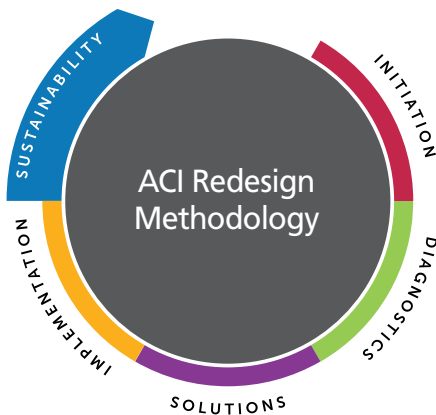 ACI Redesign
Methodology
INITIATION
DIAGNOSTICS
SOLUTIONS
IMPLEMENTATION
SUSTAINABILITY